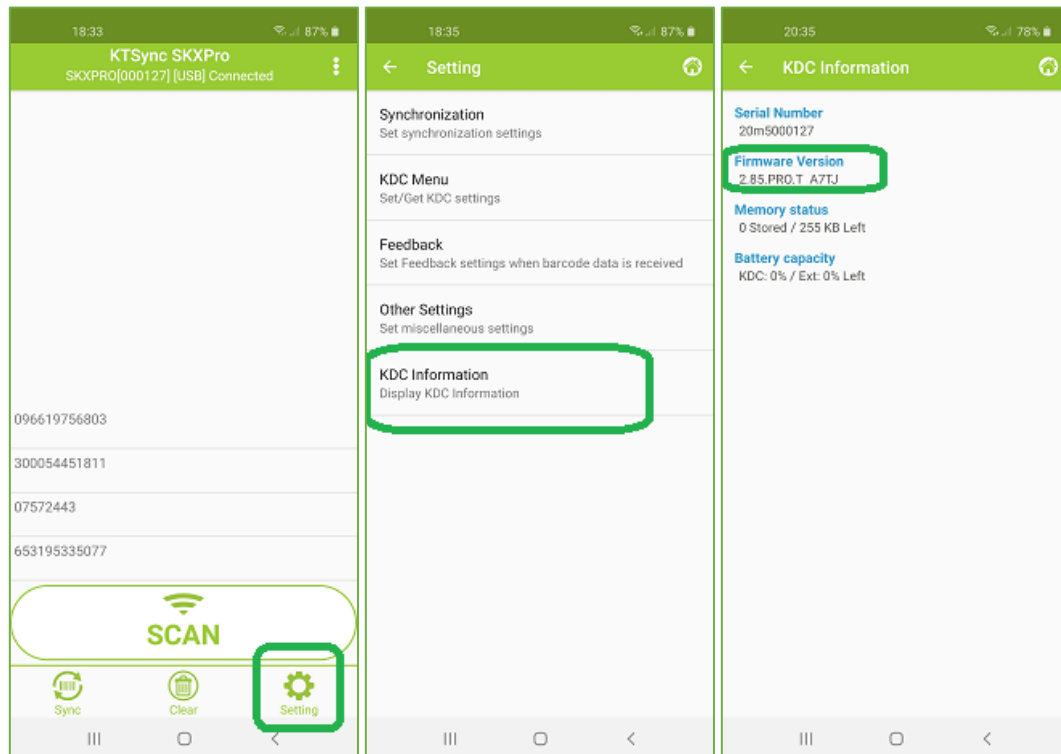 18:33
87%
KTSync SKXPro
SKXPRO[000127] [USB] Connected
096619756803
300054451811
07572443
653195335077
SCAN
Sync
Clear
Setting
18:35
87%
Setting
Synchronization
Set synchronization settings
KDC Menu
Set/Get KDC settings
Feedback
Set Feedback settings when barcode data is received
Other Settings
Set miscellaneous settings
KDC Information
Display KDC Information
20:35
78%
KDC Information
Serial Number
20m5000127
Firmware Version
2.85.PRO.T A7TJ
Memory status
0 Stored / 255 KB Left
Battery capacity
KDC: 0% / Ext: 0% Left